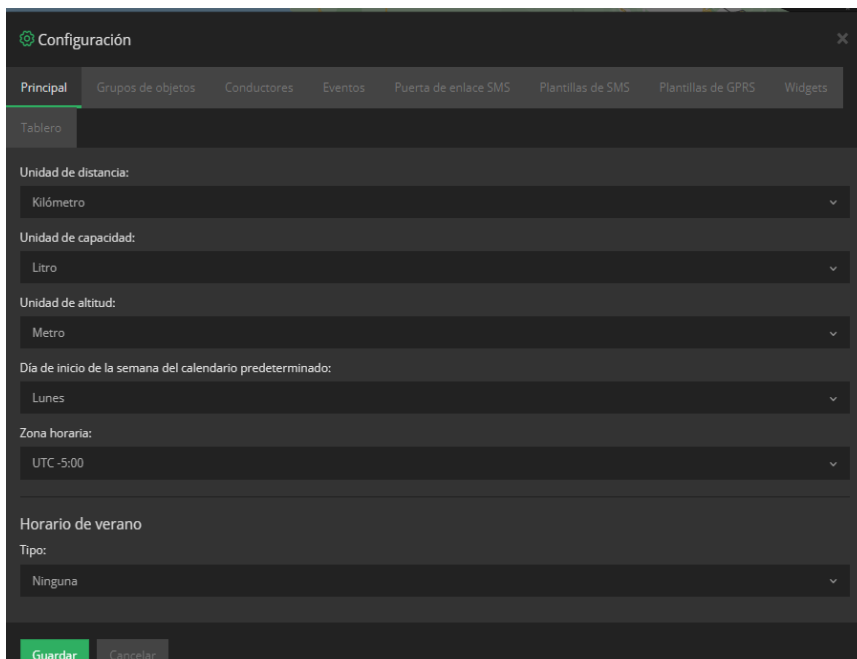 Configuración
Principal Grupos de objetos Conductores Eventos Puerta de enlace SMS Plantillas de SMS Plantillas de GPRS Widgets
Tablero
Unidad de distancia:
Kilómetro
Unidad de capacidad:
Litro
Unidad de altitud:
Metro
Día de inicio de la semana del calendario predeterminado:
Lunes
Zona horaria:
UTC -5:00
Horario de verano
Tipo:
Ninguna
Guardar Cancelar